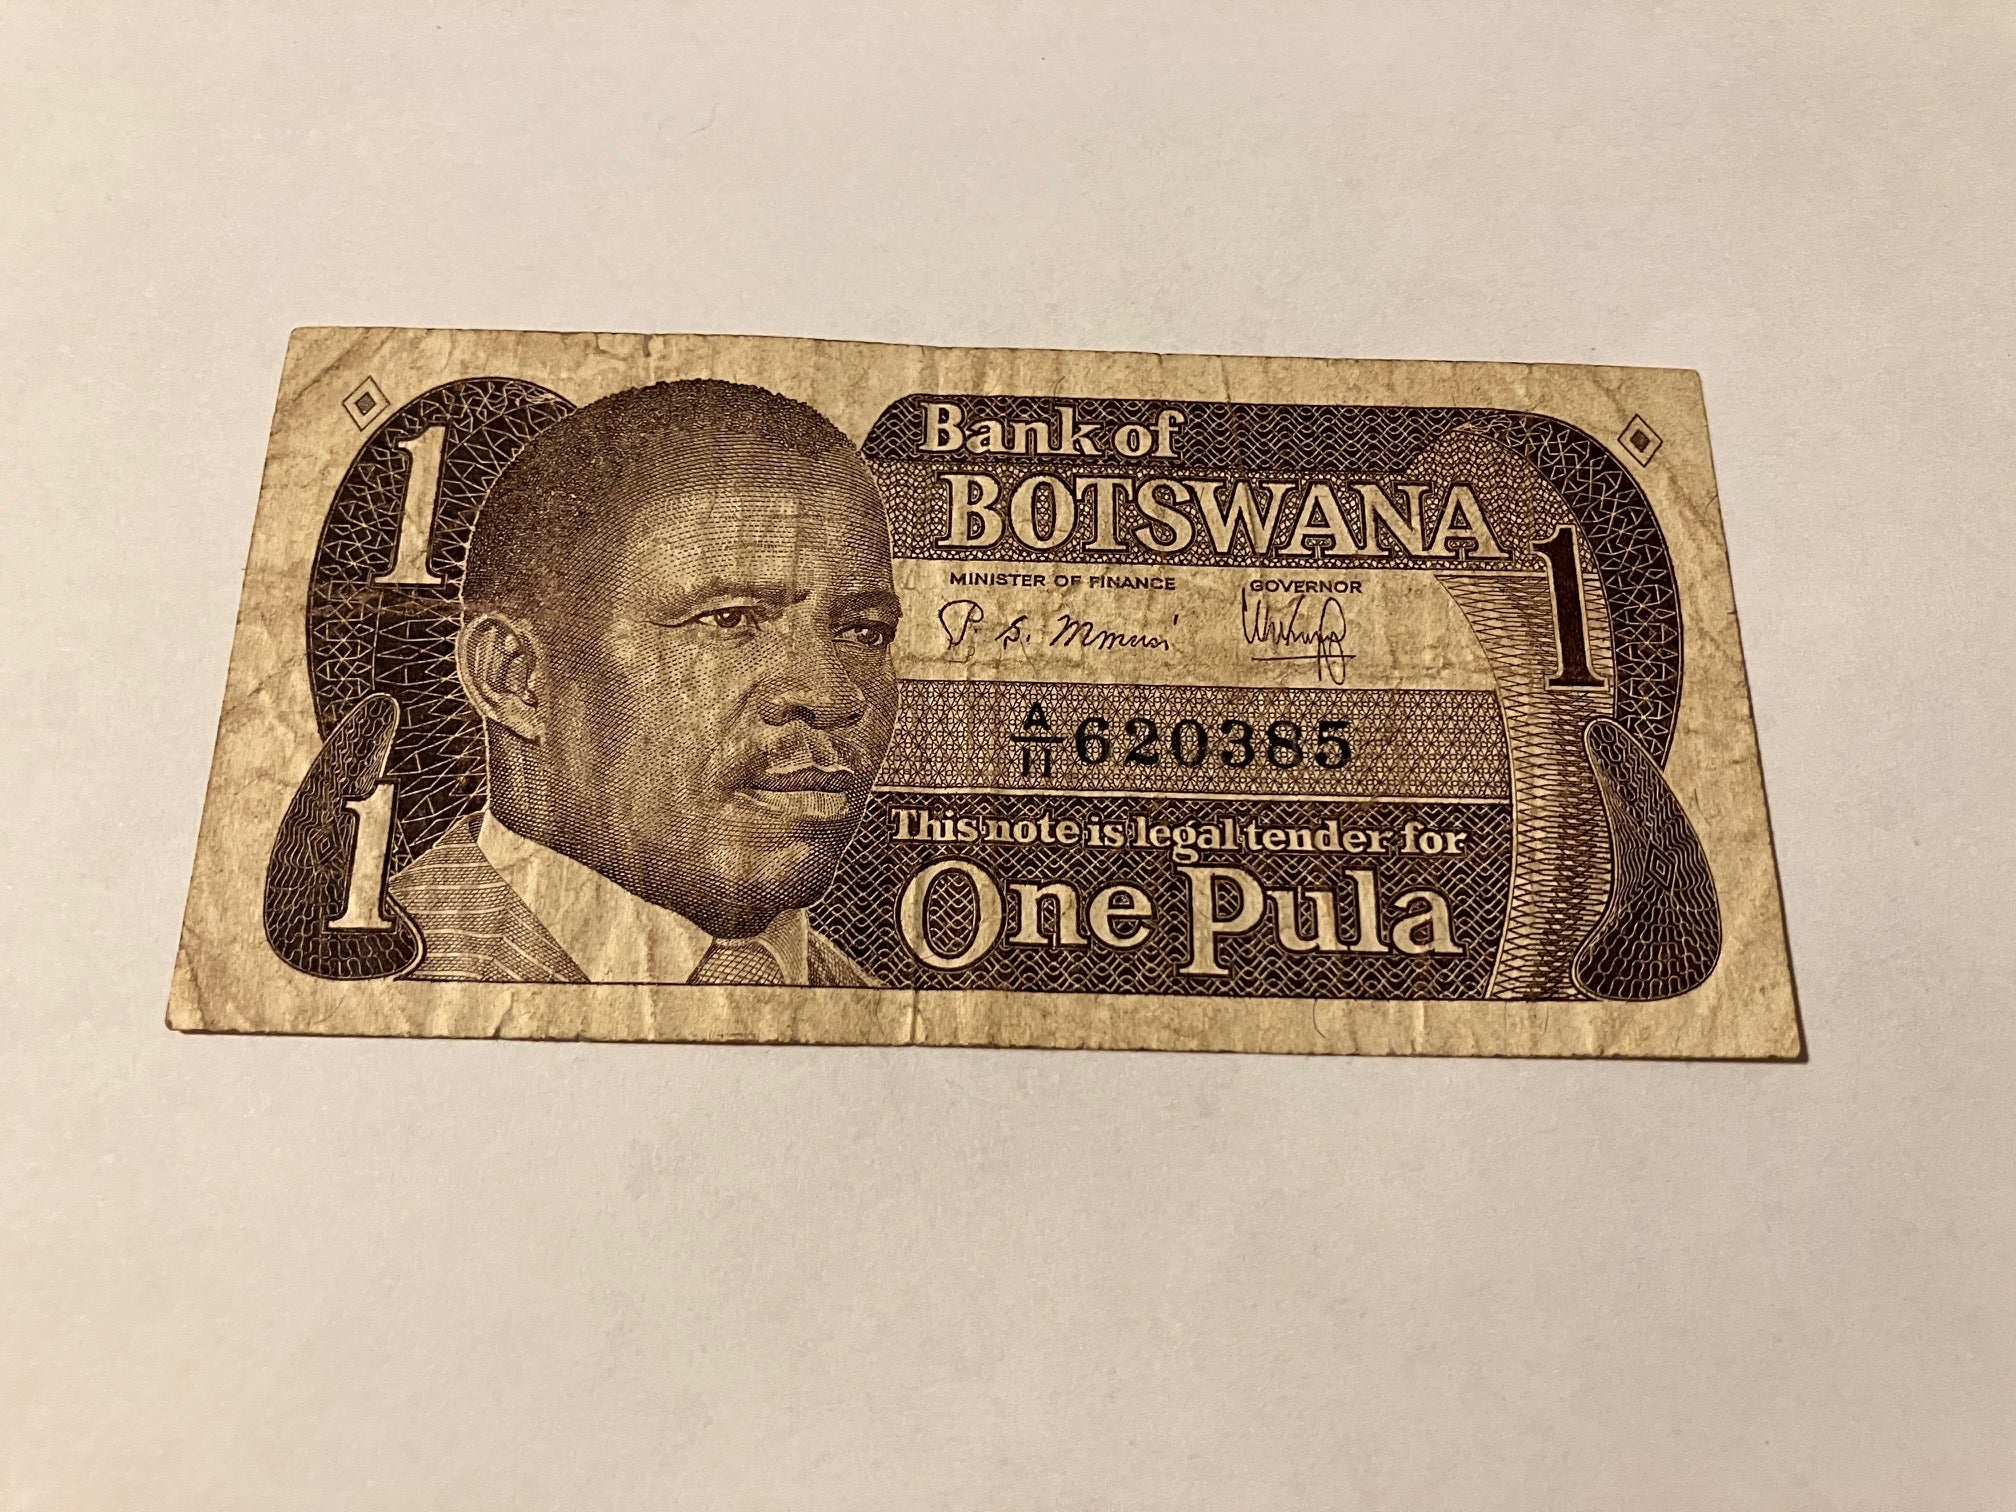 1
Bank of
BOTSWANA
1
MINISTER OF FINANCE GOVERNOR
P. S. Mmusi
A/11 620385
This note is legal tender for
1
One Pula